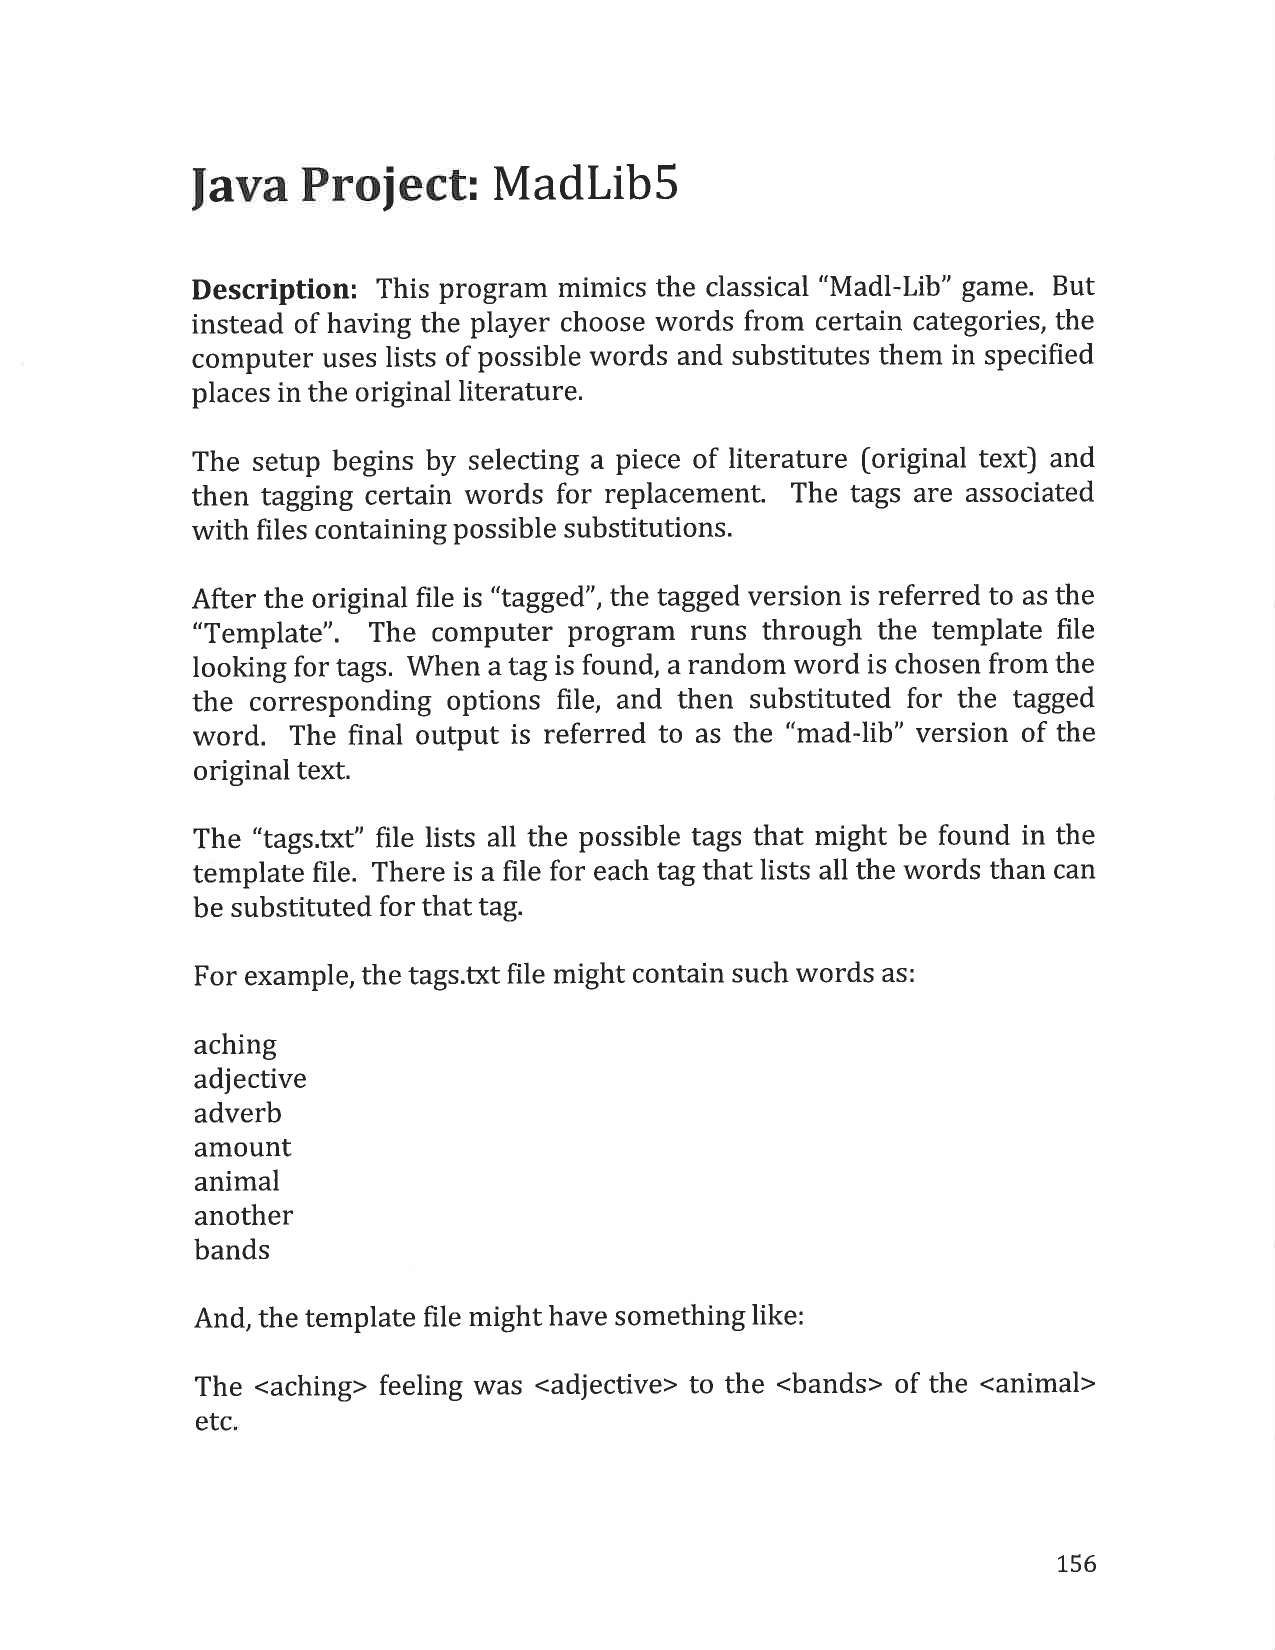 Java Project: MadLib5
Description: This program mimics the classical “Madl-Lib” game. But
instead of having the player choose words from certain categories, the
computer uses lists of possible words and substitutes them in specified
places in the original literature.
The setup begins by selecting a piece of literature (original text) and
then tagging certain words for replacement. The tags are associated
with files containing possible substitutions.
After the original file is “tagged”, the tagged version is referred to as the
“Template”. The computer program runs through the template file
looking for tags. When a tag is found, a random word is chosen from the
the corresponding options file, and then substituted for the tagged
word. The final output is referred to as the “mad-lib” version of the
original text.
The “tags.txt” file lists all the possible tags that might be found in the
template file. There is a file for each tag that lists all the words than can
be substituted for that tag.
For example, the tags.txt file might contain such words as:
aching
adjective
adverb
amount
animal
another
bands
And, the template file might have something like:
The <aching> feeling was <adjective> to the <bands> of the <animal>
etc.
156